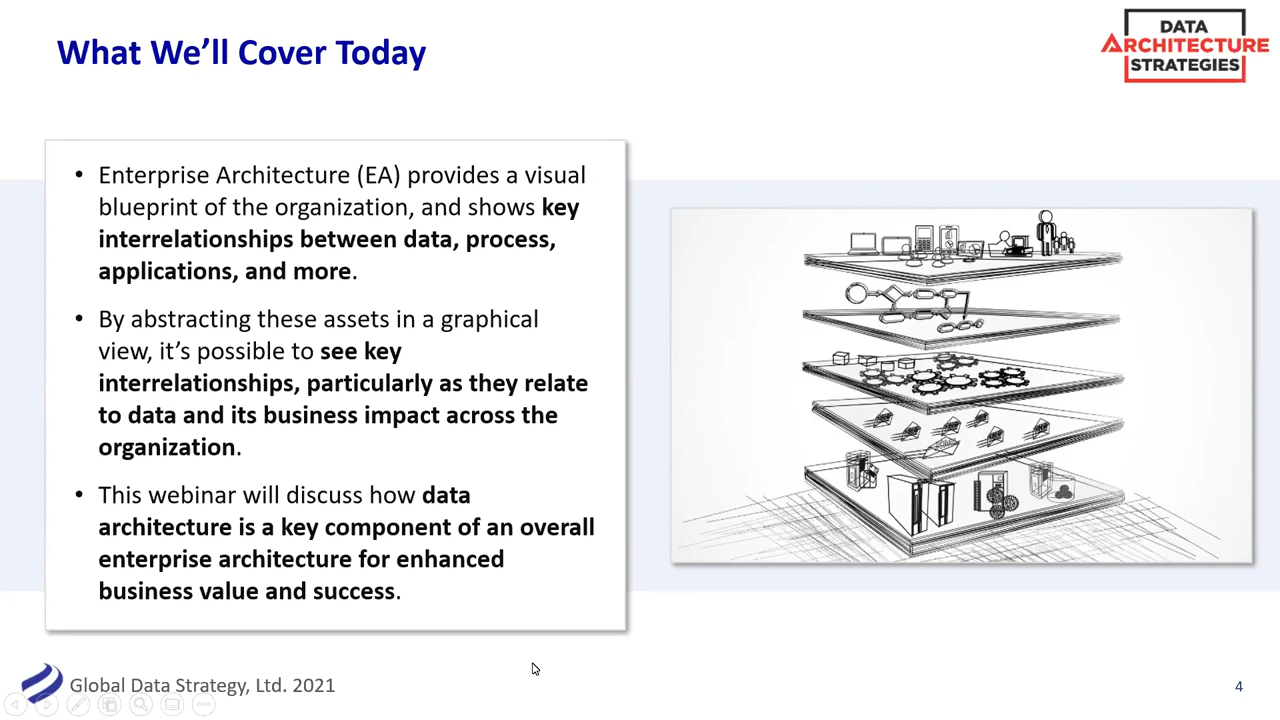 What We’ll Cover Today
DATA
ARCHITECTURE
STRATEGIES
• Enterprise Architecture (EA) provides a visual
blueprint of the organization, and shows key
interrelationships between data, process,
applications, and more.
• By abstracting these assets in a graphical
view, it’s possible to see key
interrelationships, particularly as they relate
to data and its business impact across the
organization.
• This webinar will discuss how data
architecture is a key component of an overall
enterprise architecture for enhanced
business value and success.
Global Data Strategy, Ltd. 2021
4